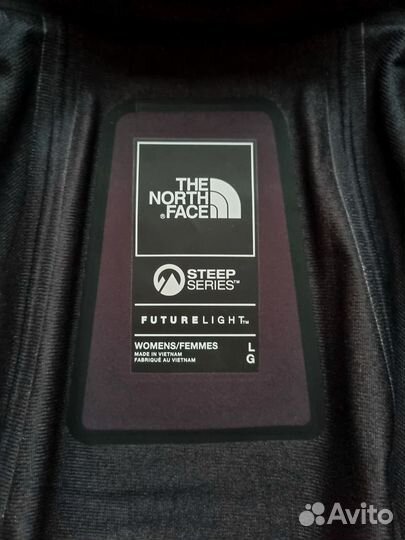 THE
NORTH
FACE®
STEEP
SERIES™
FUTURELIGHT™
WOMENS/FEMMES L
MADE IN VIETNAM G
FABRIQUÉ AU VIETNAM
Avito